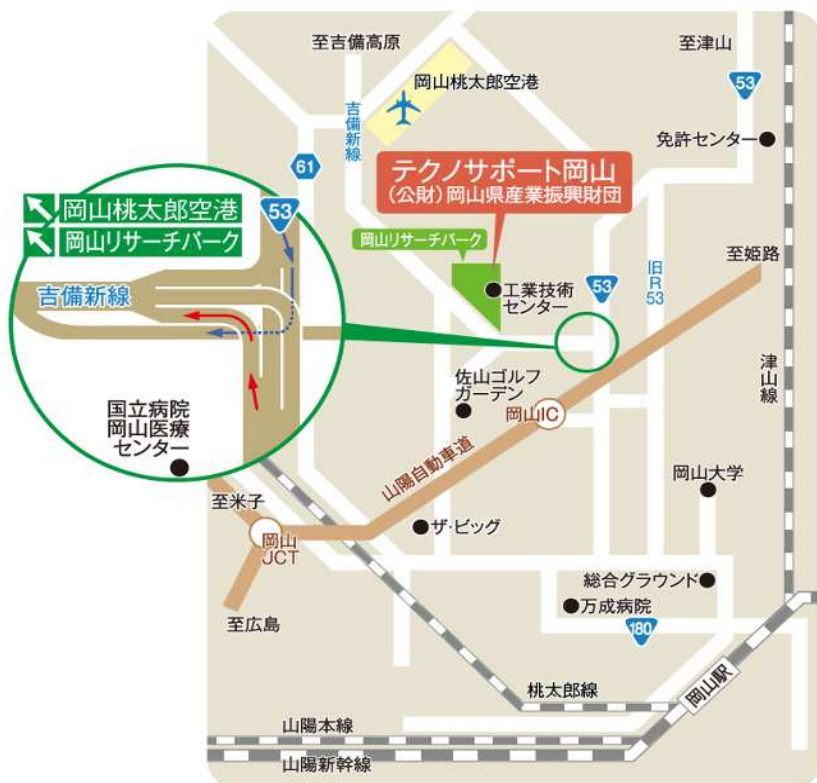 至吉備高原
至津山
岡山桃太郎空港
53
吉備新線
免許センター
61
テクノサポート岡山
(公財)岡山県産業振興財団
岡山桃太郎空港
岡山リサーチパーク
53
岡山リサーチパーク
至姫路
旧R53
工業技術
センター
53
吉備新線
津山線
佐山ゴルフ
ガーデン
国立病院
岡山医療
センター
岡山IC
山陽自動車道
岡山大学
至米子
ザ・ビッグ
岡山
JCT
総合グラウンド
万成病院
至広島
180
岡山駅
桃太郎線
山陽本線
山陽新幹線